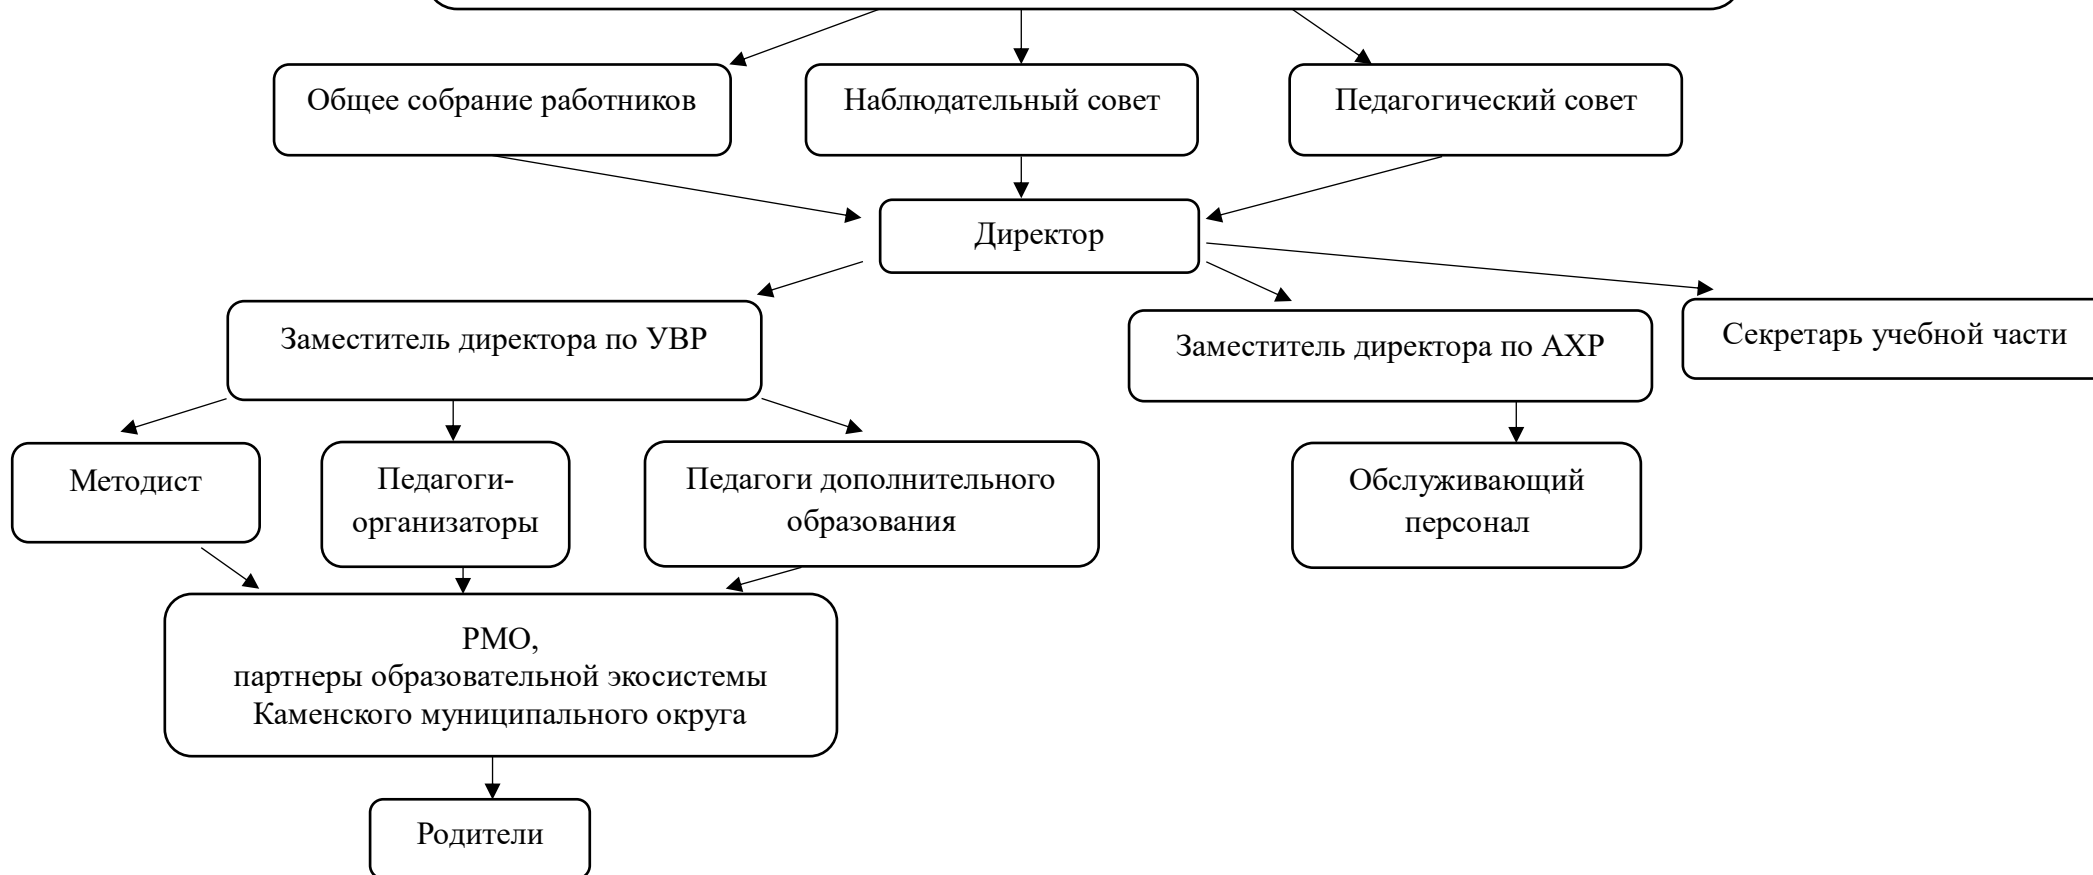 Общее собрание работников
Наблюдательный совет
Педагогический совет
Директор
Заместитель директора по УВР
Заместитель директора по АХР
Секретарь учебной части
Методист
Педагоги-
организаторы
Педагоги дополнительного
образования
Обслуживающий
персонал
РМО,
партнеры образовательной экосистемы
Каменского муниципального округа
Родители